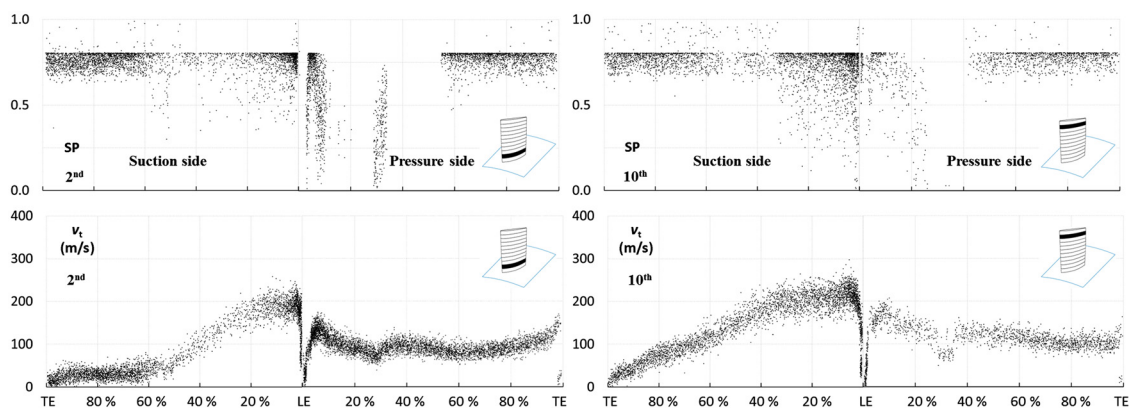 1.0
0.5
0.0
SP
2nd
Suction side
Pressure side
1.0
0.5
0.0
SP
10th
Suction side
Pressure side
400
300
200
100
0
vt
(m/s)
2nd
TE 80 % 60 % 40 % 20 % LE 20 % 40 % 60 % 80 % TE
400
300
200
100
0
vt
(m/s)
10th
TE 80 % 60 % 40 % 20 % LE 20 % 40 % 60 % 80 % TE